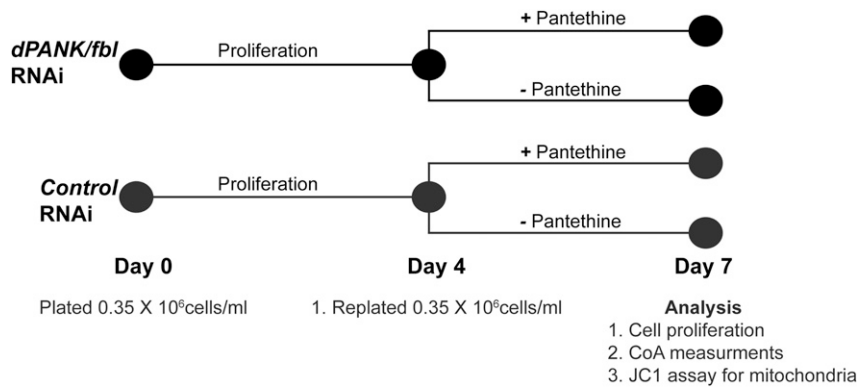 + Pantethine
dPANK/fbl
RNAi
Proliferation
- Pantethine
+ Pantethine
Control
RNAi
Proliferation
- Pantethine
Day 0
Day 4
Day 7
Plated 0.35 X 10⁶cells/ml
1. Replated 0.35 X 10⁶cells/ml
Analysis
1. Cell proliferation
2. CoA measurments
3. JC1 assay for mitochondria